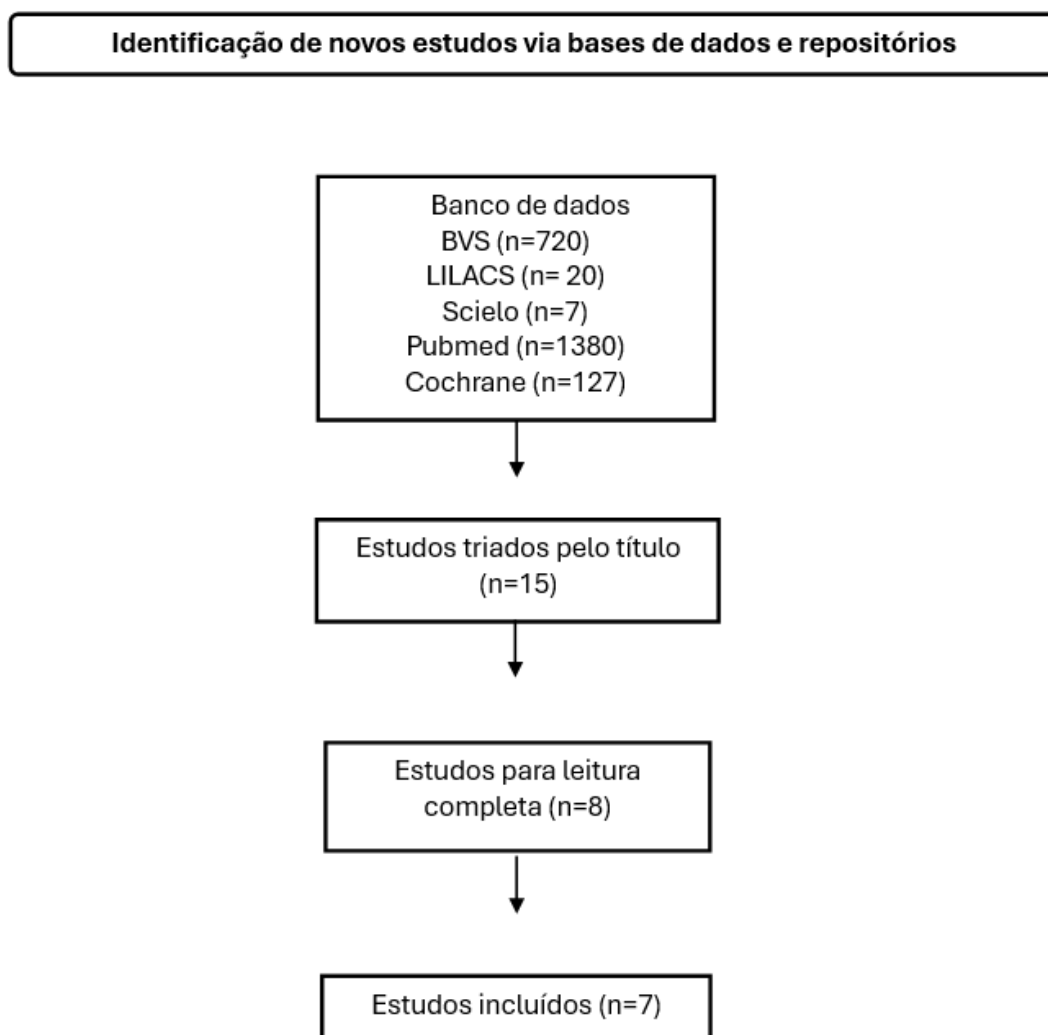 Identificação de novos estudos via bases de dados e repositórios
Banco de dados
BVS (n=720)
LILACS (n= 20)
Scielo (n=7)
Pubmed (n=1380)
Cochrane (n=127)
Estudos triados pelo título
(n=15)
Estudos para leitura
completa (n=8)
Estudos incluídos (n=7)